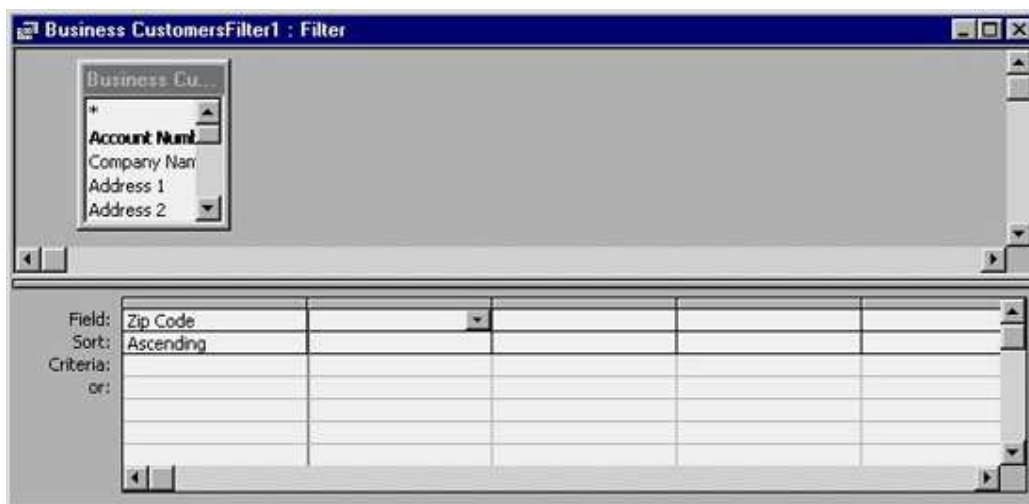 Business CustomersFilter1 : Filter
Business Cu...
*
Account Numb
Company Nam
Address 1
Address 2
Field: Zip Code
Sort: Ascending
Criteria:
or: